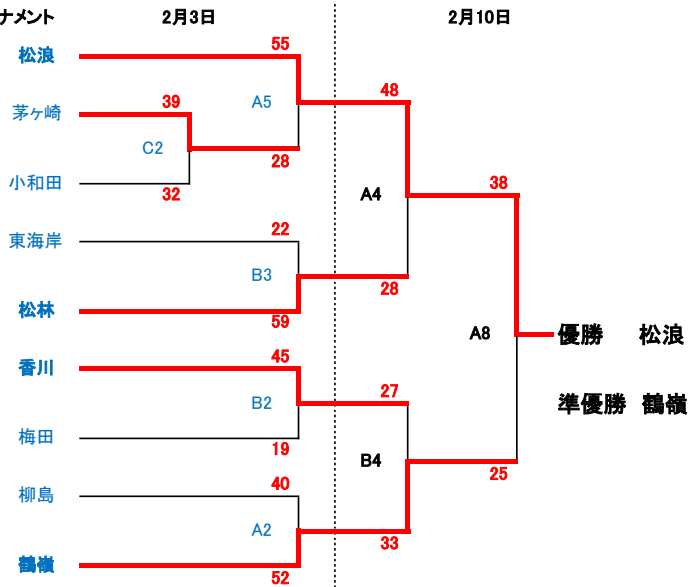 ナメント 2月3日 2月10日
55
松浪
48
39
茅ヶ崎 A5
C2
28
38
小和田
32
A4
22
東海岸
B3
28
松林
59
A8 優勝 松浪
45
香川
27
B2 準優勝 鶴嶺
梅田
19
B4
25
40
柳島
A2
33
鶴嶺
52